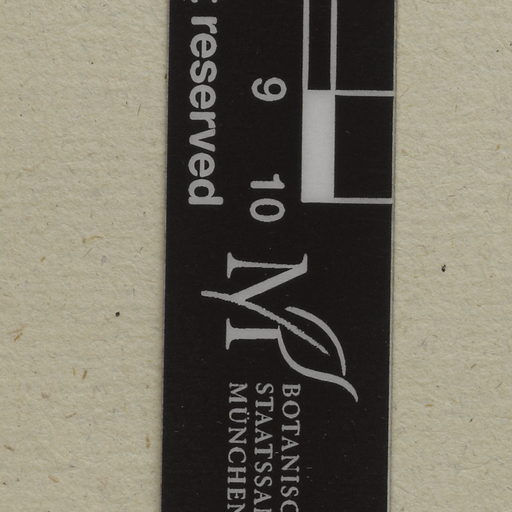 reserved
9 10
M
BOTANISC
STAATSSA
MÜNCHEN